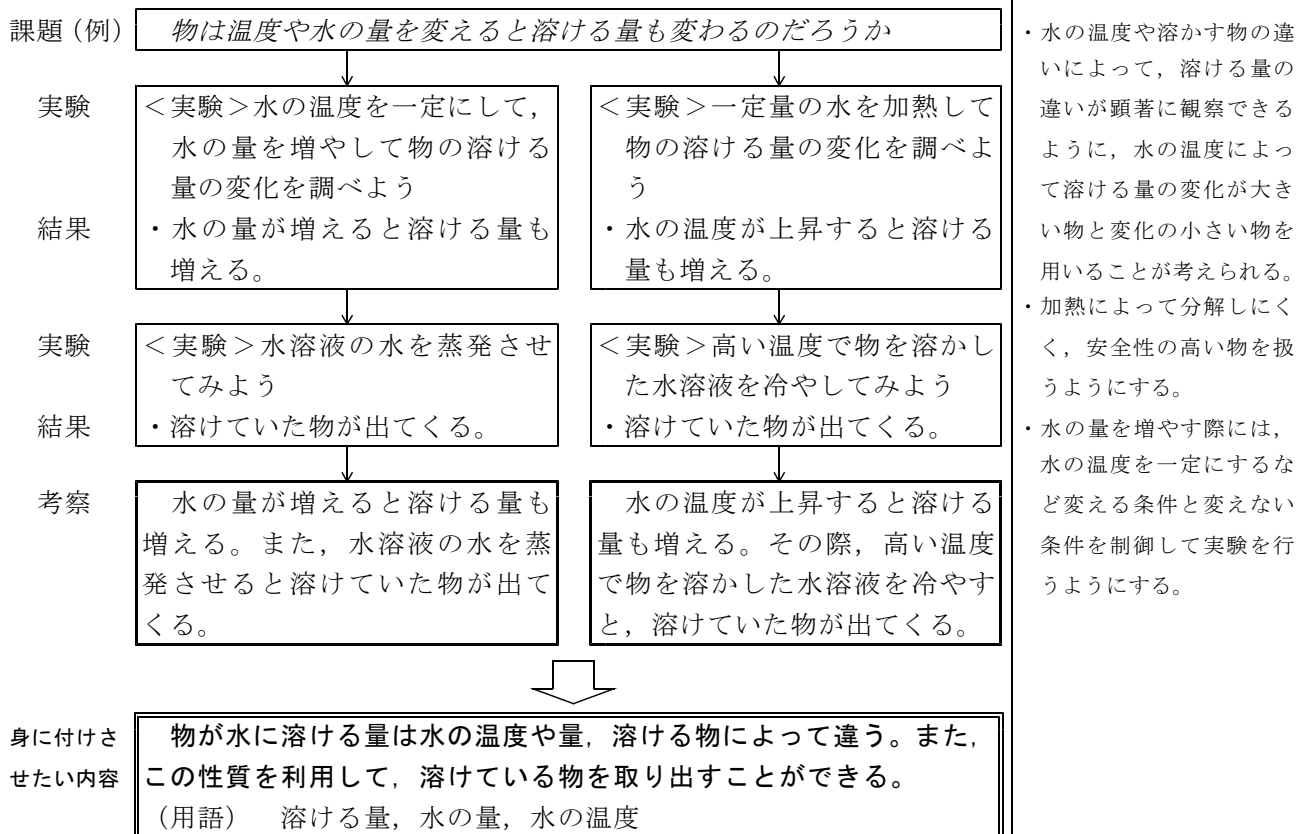 課題(例)
物は温度や水の量を変えると溶ける量も変わるのだろうか
実験
<実験>水の温度を一定にして,
水の量を増やして物の溶ける
量の変化を調べよう
結果
・水の量が増えると溶ける量も
増える。
<実験>一定量の水を加熱して
物の溶ける量の変化を調べよ
う
・水の温度が上昇すると溶ける
量も増える。
実験
<実験>水溶液の水を蒸発させ
てみよう
結果
・溶けていた物が出てくる。
<実験>高い温度で物を溶かし
た水溶液を冷やしてみよう
・溶けていた物が出てくる。
考察
水の量が増えると溶ける量も
増える。また,水溶液の水を蒸
発させると溶けていた物が出て
くる。
水の温度が上昇すると溶ける
量も増える。その際,高い温度
で物を溶かした水溶液を冷やす
と,溶けていた物が出てくる。
身に付けさ
せたい内容
物が水に溶ける量は水の温度や量,溶ける物によって違う。また,
この性質を利用して,溶けている物を取り出すことができる。
(用語) 溶ける量,水の量,水の温度
・水の温度や溶かす物の違
いによって,溶ける量の
違いが顕著に観察できる
ように,水の温度によっ
て溶ける量の変化が大き
い物と変化の小さい物を
用いることが考えられる。
・加熱によって分解しにく
く,安全性の高い物を扱
うようにする。
・水の量を増やす際には,
水の温度を一定にするな
ど変える条件と変えない
条件を制御して実験を行
うようにする。